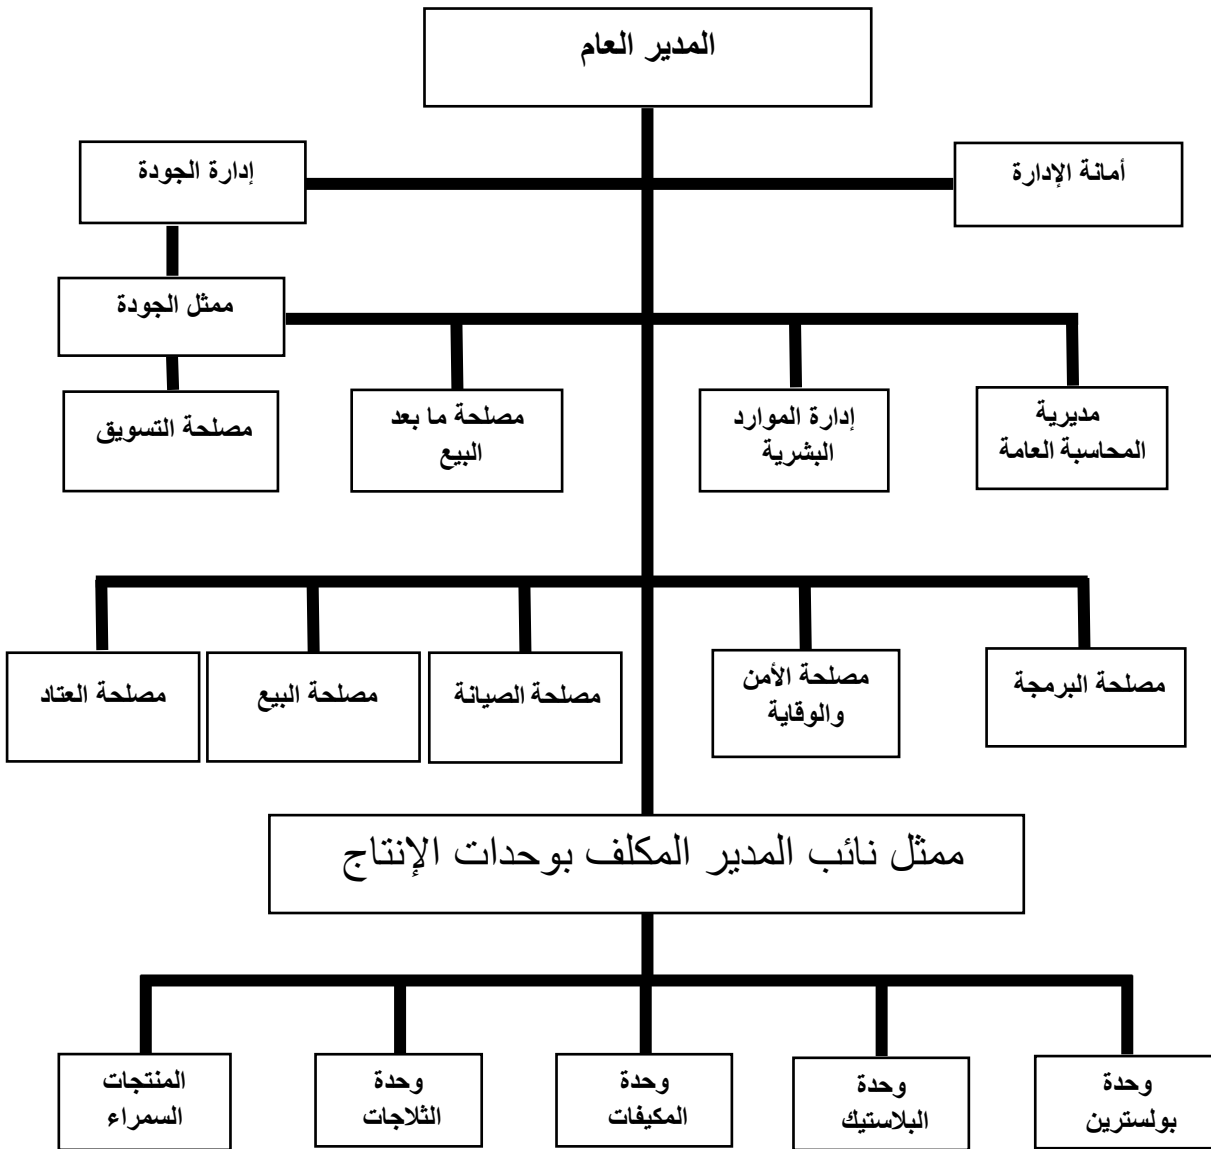 المدير العام
أمانة الإدارة
إدارة الجودة
ممثل الجودة
مديرية
المحاسبة العامة
إدارة الموارد
البشرية
مصلحة ما بعد
البيع
مصلحة التسويق
مصلحة البرمجة
مصلحة الأمن
والوقاية
مصلحة الصيانة
مصلحة البيع
مصلحة العتاد
ممثل نائب المدير المكلف بوحدات الإنتاج
وحدة
بولسترين
وحدة
البلاستيك
وحدة
المكيفات
وحدة
الثلاجات
المنتجات
السمراء